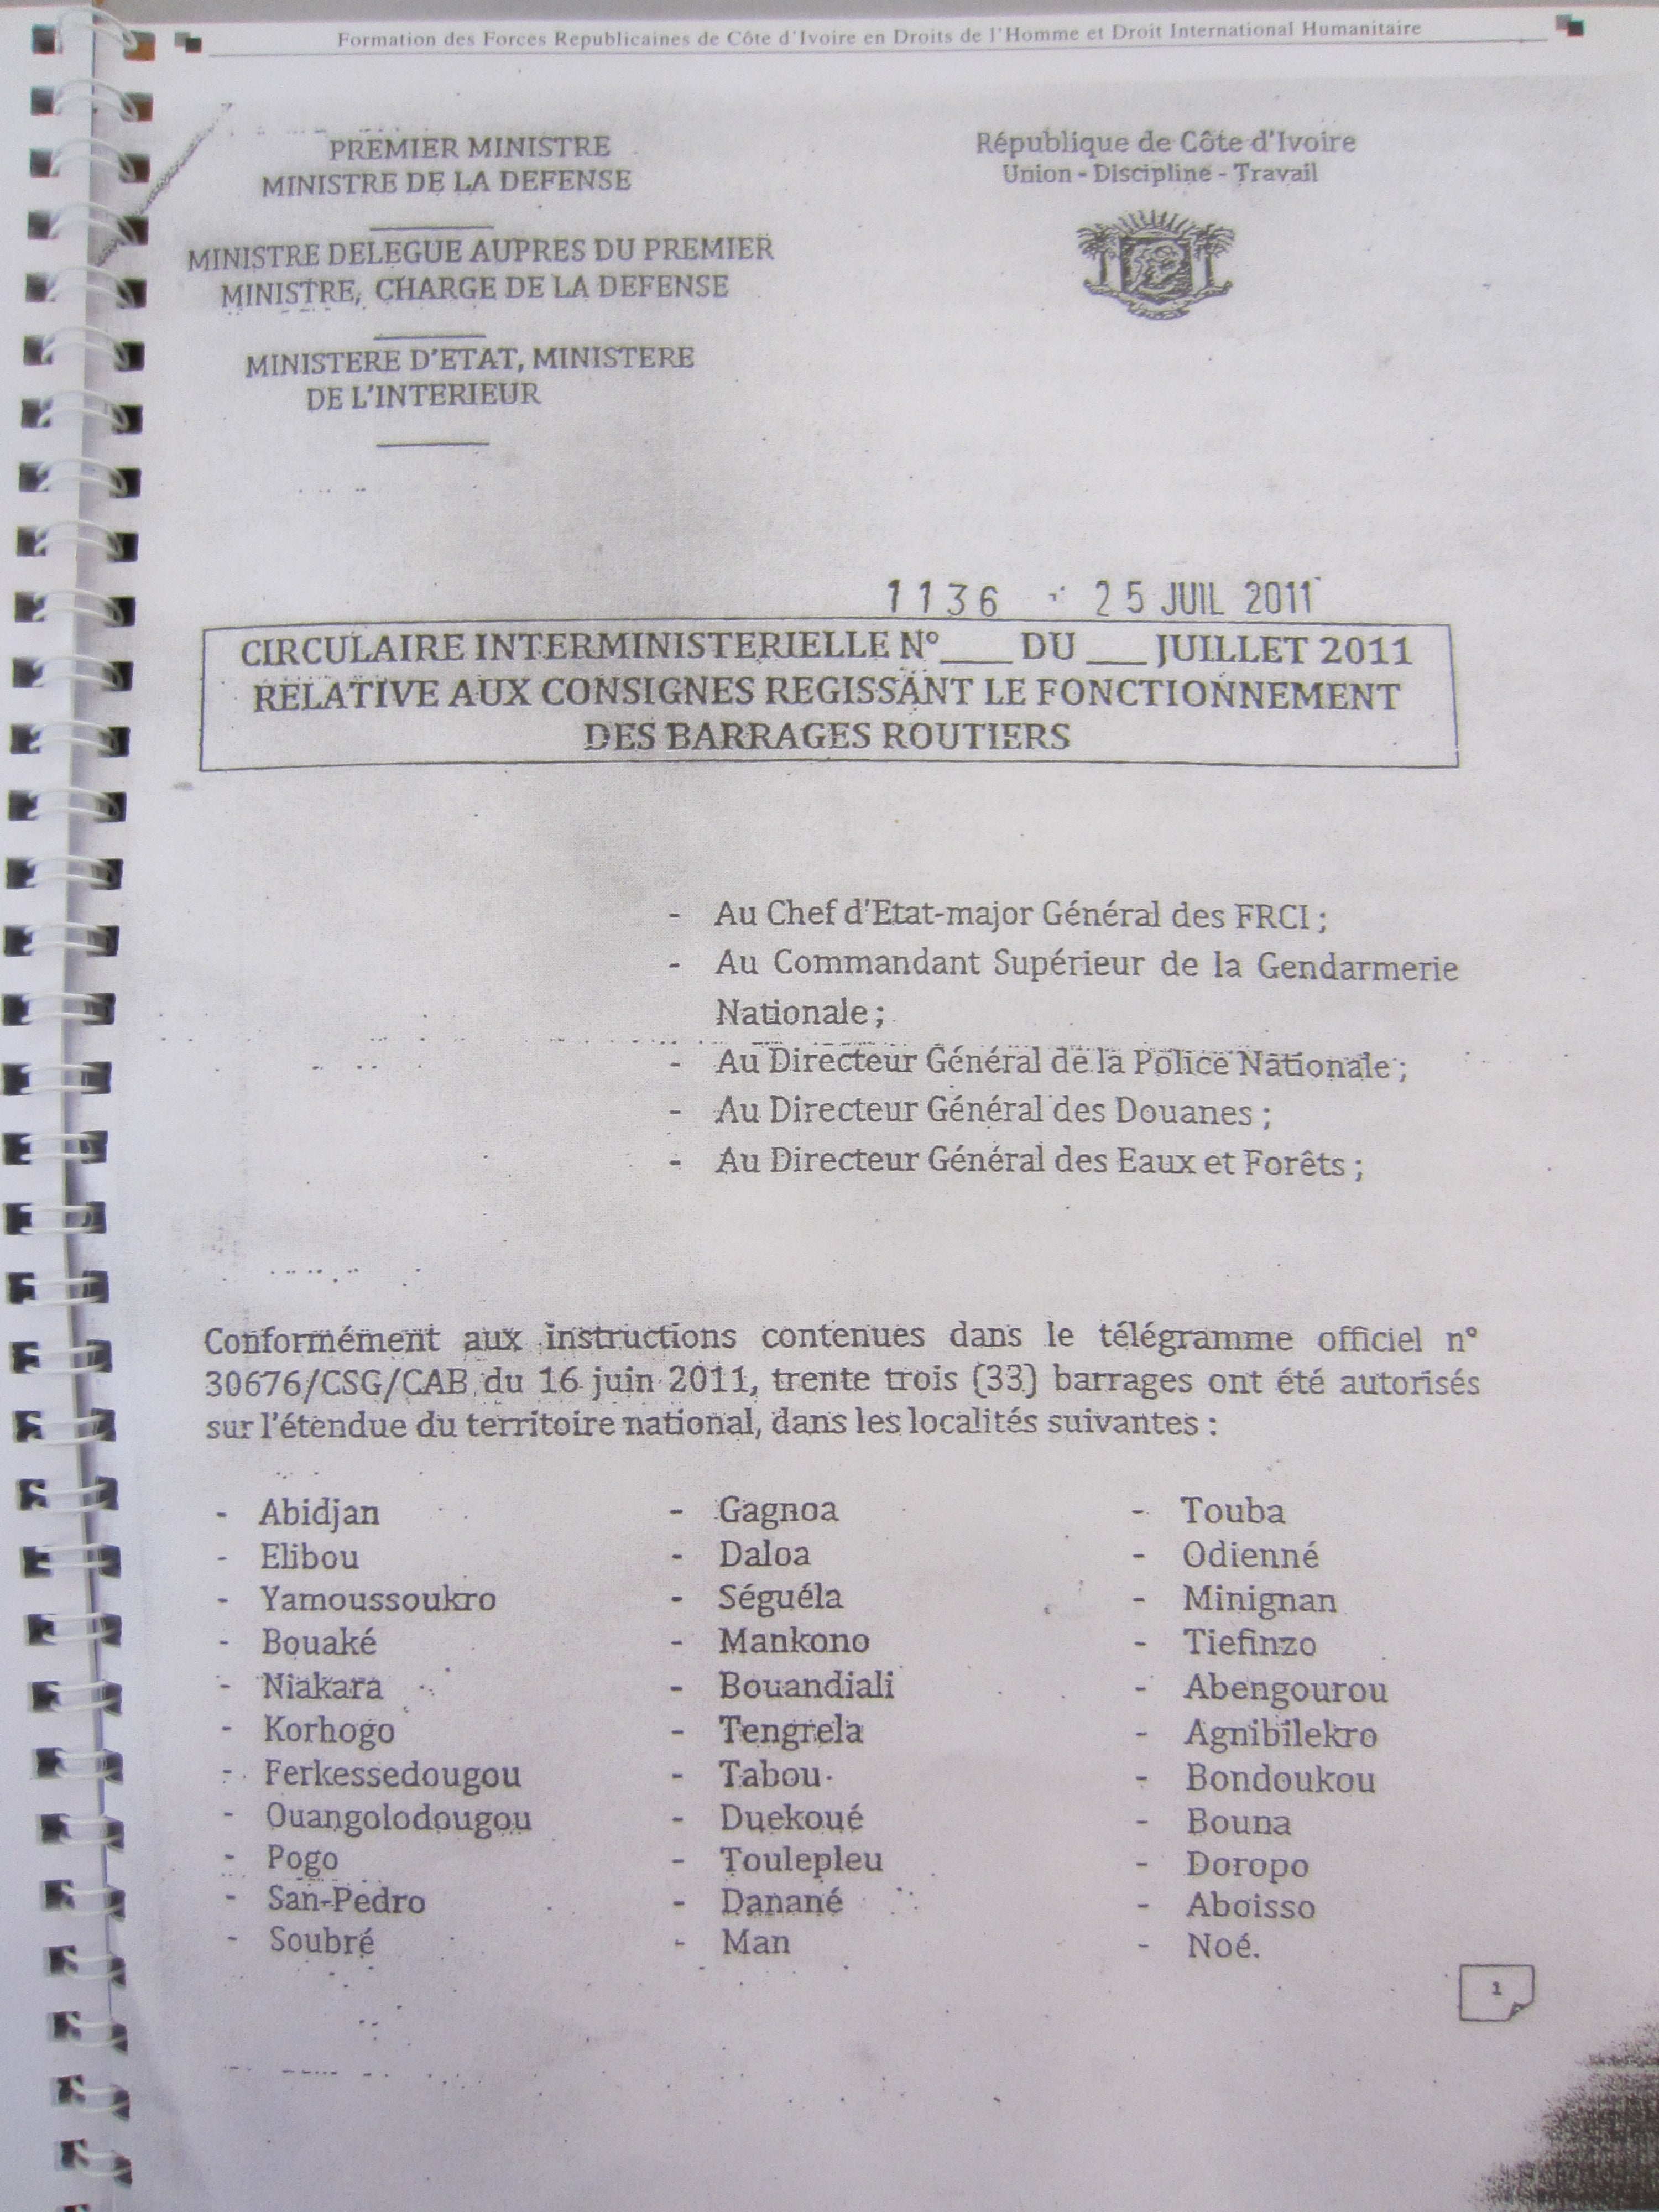 Formation des Forces Republicaines de Côte d'Ivoire en Droits de l'Homme et Droit International Humanitaire
PREMIER MINISTRE
MINISTRE DE LA DEFENSE
MINISTRE DELEGUE AUPRES DU PREMIER
MINISTRE, CHARGE DE LA DEFENSE
MINISTERE D'ETAT, MINISTERE
DE L'INTERIEUR
République de Côte d'Ivoire
Union - Discipline - Travail
1136 25 JUIL 2011
CIRCULAIRE INTERMINISTERIELLE N°___ DU ___ JUILLET 2011
RELATIVE AUX CONSIGNES REGISSANT LE FONCTIONNEMENT
DES BARRAGES ROUTIERS
- Au Chef d'Etat-major Général des FRCI ;
- Au Commandant Supérieur de la Gendarmerie
Nationale ;
- Au Directeur Général de la Police Nationale ;
- Au Directeur Général des Douanes ;
- Au Directeur Général des Eaux et Forêts ;
Conformément aux instructions contenues dans le télégramme officiel n°
30676/CSG/CAB du 16 juin 2011, trente trois (33) barrages ont été autorisés
sur l'étendue du territoire national, dans les localités suivantes :
- Abidjan
- Elibou
- Yamoussoukro
- Bouaké
- Niakara
- Korhogo
- Ferkessedougou
- Ouangolodougou
- Pogo
- San-Pedro
- Soubré
- Gagnoa
- Daloa
- Séguéla
- Mankono
- Bouandiali
- Tengrela
- Tabou
- Duekoué
- Toulepleu
- Danané
- Man
- Touba
- Odienné
- Minignan
- Tiefinzo
- Abengourou
- Agnibilekro
- Bondoukou
- Bouna
- Doropo
- Aboisso
- Noé.
1